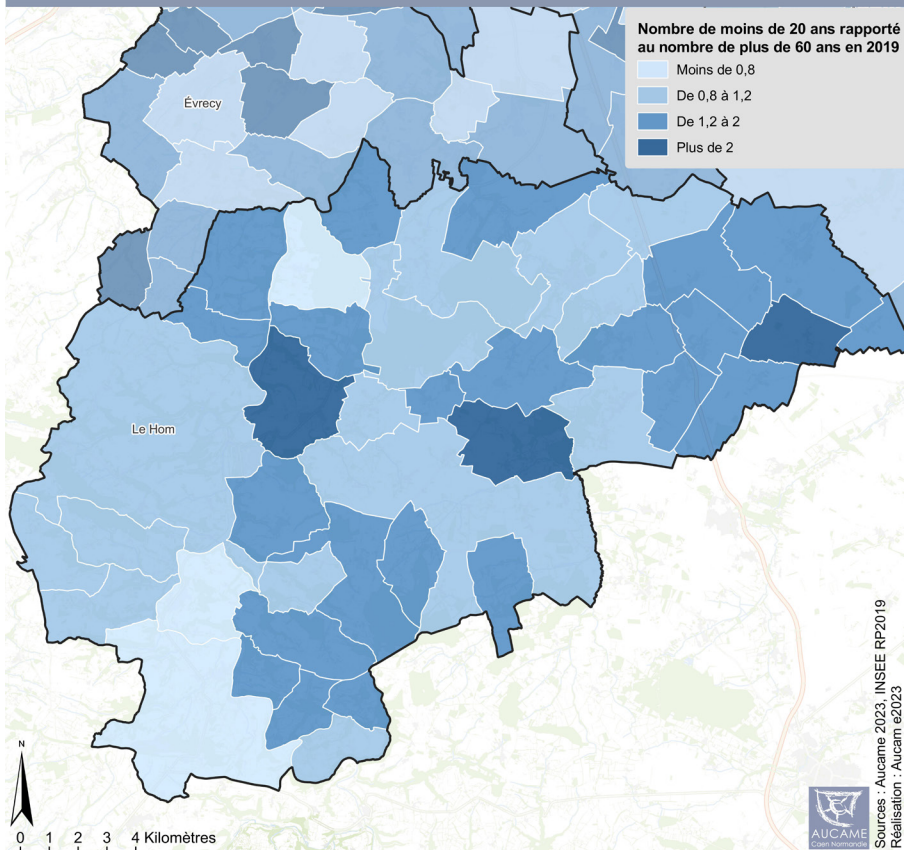 Nombre de moins de 20 ans rapporté
au nombre de plus de 60 ans en 2019
Moins de 0,8
De 0,8 à 1,2
De 1,2 à 2
Plus de 2
Évrecy
Le Hom
N
0 1 2 3 4 Kilomètres
AUCAME
Caen Normandie
Sources : Aucame 2023, INSEE RP2019
Réalisation : Aucam e2023